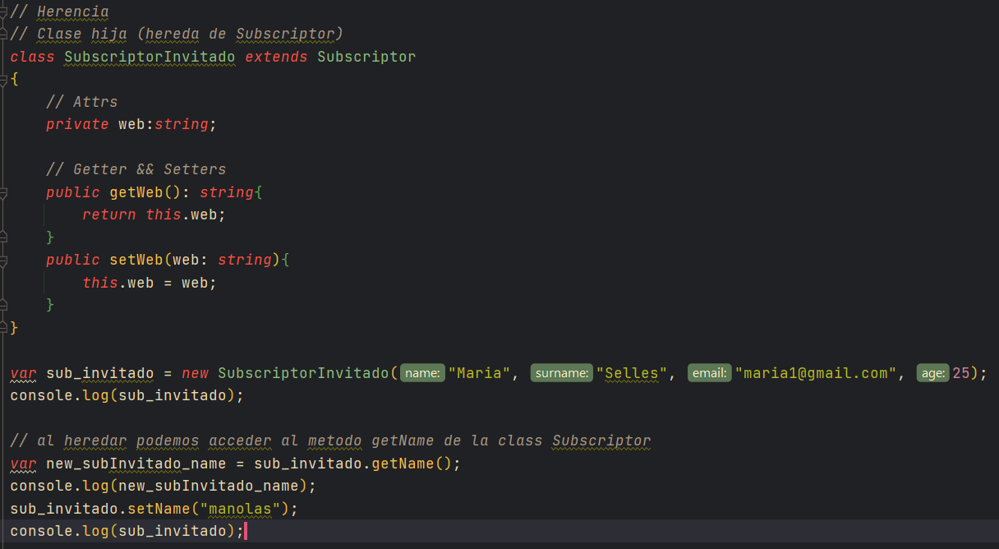 // Herencia
// Clase hija (hereda de Subscriptor)
class SubscriptorInvitado extends Subscriptor
{
    // Attrs
    private web:string;

    // Getter && Setters
    public getWeb(): string{
        return this.web;
    }
    public setWeb(web: string){
        this.web = web;
    }
}

var sub_invitado = new SubscriptorInvitado( name: "Maria", surname: "Selles", email: "maria1@gmail.com", age: 25);
console.log(sub_invitado);

// al heredar podemos acceder al metodo getName de la class Subscriptor
var new_subInvitado_name = sub_invitado.getName();
console.log(new_subInvitado_name);
sub_invitado.setName("manolas");
console.log(sub_invitado);